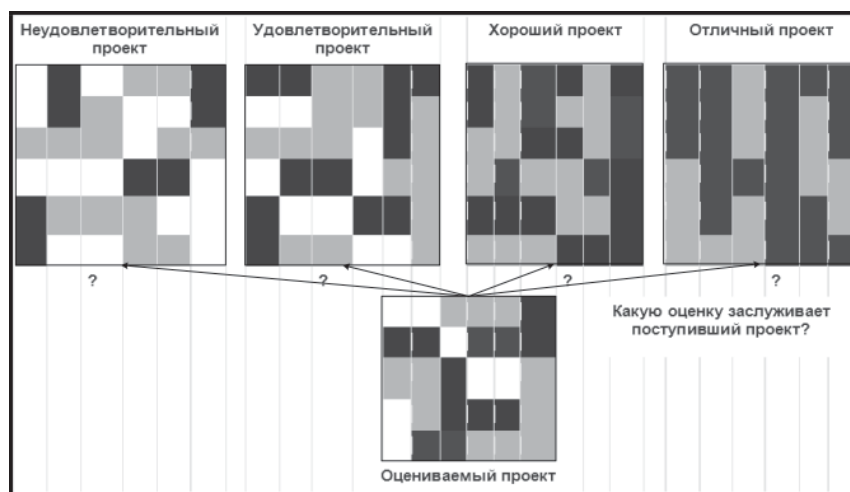 Неудовлетворительный
проект
Удовлетворительный
проект
Хороший проект
Отличный проект
?
?
?
?
Какую оценку заслуживает
поступивший проект?
Оцениваемый проект